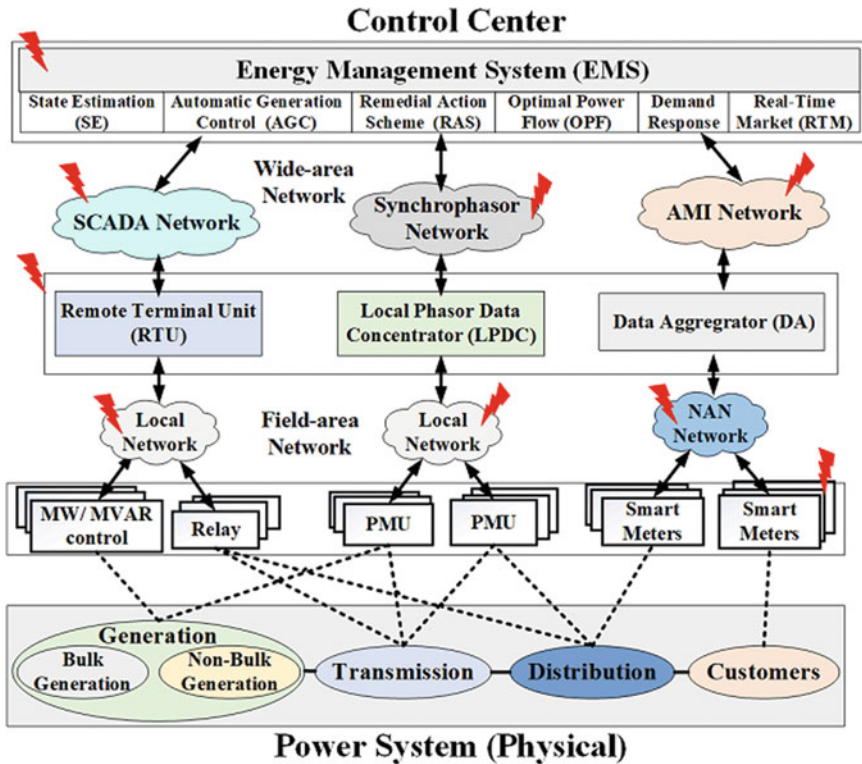 Control Center
Energy Management System (EMS)
State Estimation
(SE)
Automatic Generation
Control (AGC)
Remedial Action
Scheme (RAS)
Optimal Power
Flow (OPF)
Demand
Response
Real-Time
Market (RTM)
Wide-area
Network
SCADA Network
Synchrophasor
Network
AMI Network
Remote Terminal Unit
(RTU)
Local Phasor Data
Concentrator (LPDC)
Data Aggregrator (DA)
Local
Network
Field-area
Network
Local
Network
NAN
Network
MW/ MVAR
control
Relay
PMU
PMU
Smart
Meters
Smart
Meters
Generation
Bulk
Generation
Non-Bulk
Generation
Transmission
Distribution
Customers
Power System (Physical)